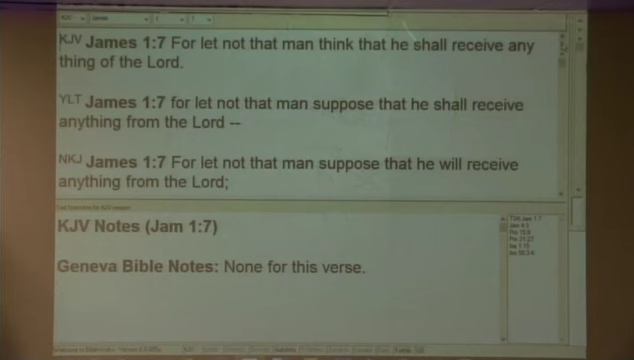 KJV James 1:7 For let not that man think that he shall receive any
thing of the Lord.
YLT James 1:7 for let not that man suppose that he shall receive
anything from the Lord --
NKJ James 1:7 For let not that man suppose that he will receive
anything from the Lord;
KJV Notes (Jam 1:7)
Geneva Bible Notes: None for this verse.